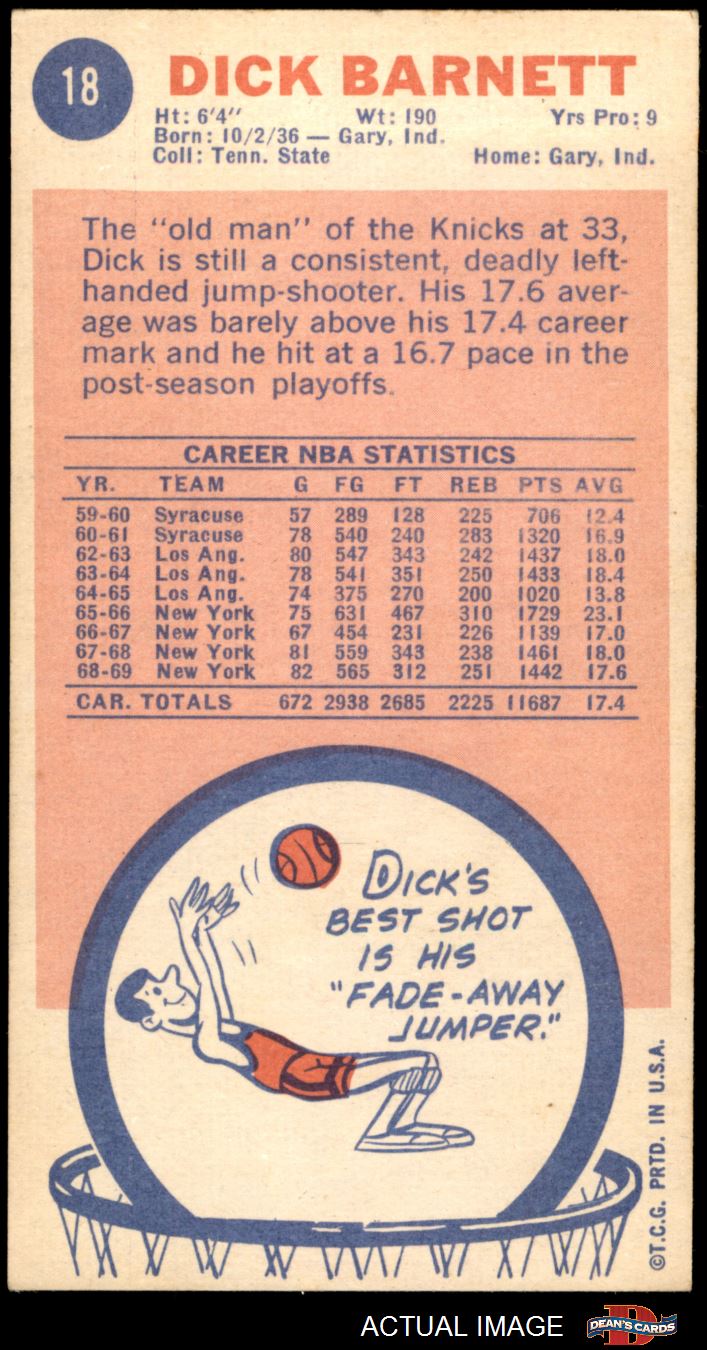 18
DICK BARNETT
Ht: 6'4" Wt: 190 Yrs Pro: 9
Born: 10/2/36 — Gary, Ind.
Coll: Tenn. State Home: Gary, Ind.
The "old man" of the Knicks at 33,
Dick is still a consistent, deadly left-
handed jump-shooter. His 17.6 aver-
age was barely above his 17.4 career
mark and he hit at a 16.7 pace in the
post-season playoffs.
CAREER NBA STATISTICS
YR. TEAM G FG FT REB PTS AVG
59-60 Syracuse 57 289 128 225 706 12.4
60-61 Syracuse 78 540 240 283 1320 16.9
62-63 Los Ang. 80 547 343 242 1437 18.0
63-64 Los Ang. 78 541 351 250 1433 18.4
64-65 Los Ang. 74 375 270 200 1020 13.8
65-66 New York 75 631 467 310 1729 23.1
66-67 New York 67 454 231 226 1139 17.0
67-68 New York 81 559 343 238 1461 18.0
68-69 New York 82 565 312 251 1442 17.6
CAR. TOTALS 672 2938 2685 2225 11687 17.4
DICK'S
BEST SHOT
IS HIS
"FADE-AWAY
JUMPER."
©T.C.G. PRTD. IN U.S.A.
ACTUAL IMAGE
D
DEAN'S CARDS